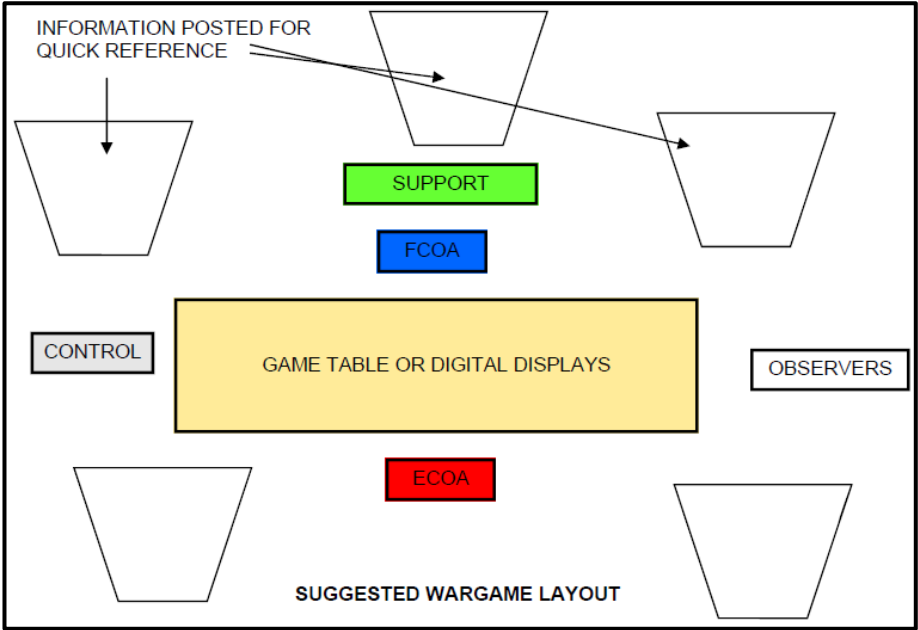 INFORMATION POSTED FOR
QUICK REFERENCE
SUPPORT
FCOA
CONTROL
GAME TABLE OR DIGITAL DISPLAYS
OBSERVERS
ECOA
SUGGESTED WARGAME LAYOUT